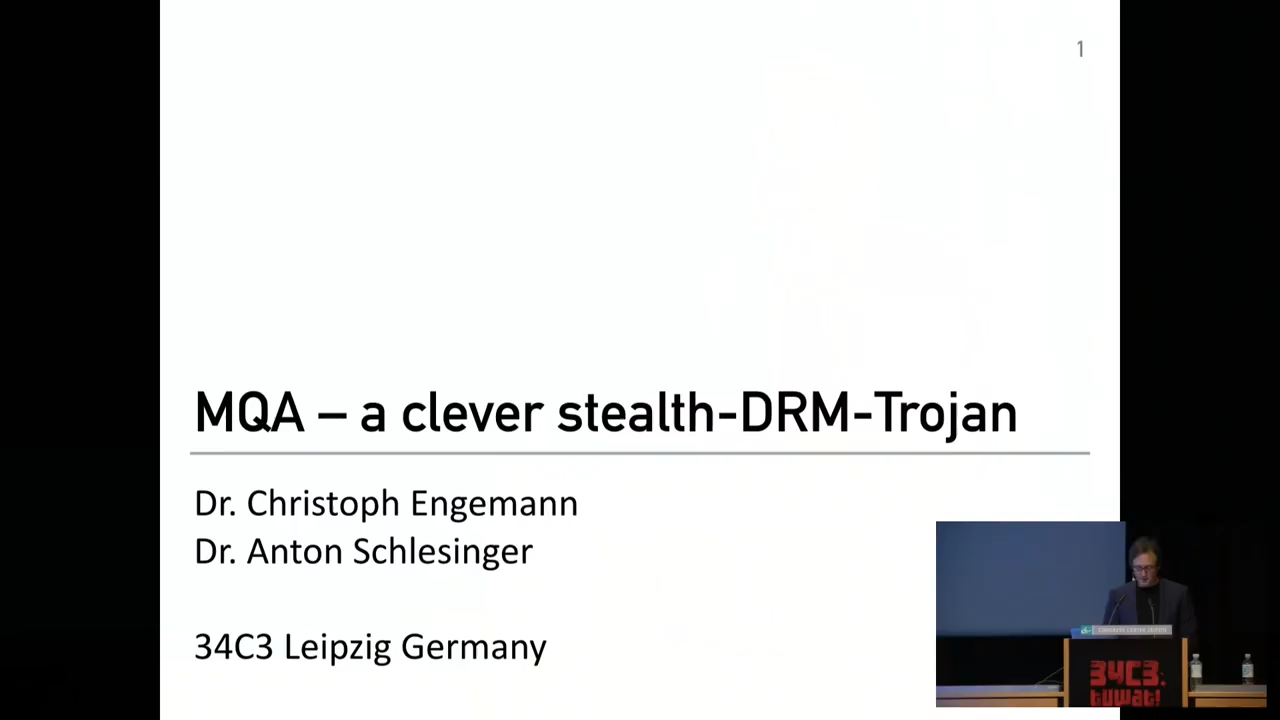 1
MQA – a clever stealth-DRM-Trojan
Dr. Christoph Engemann
Dr. Anton Schlesinger
34C3 Leipzig Germany
34C3.
tuwat!